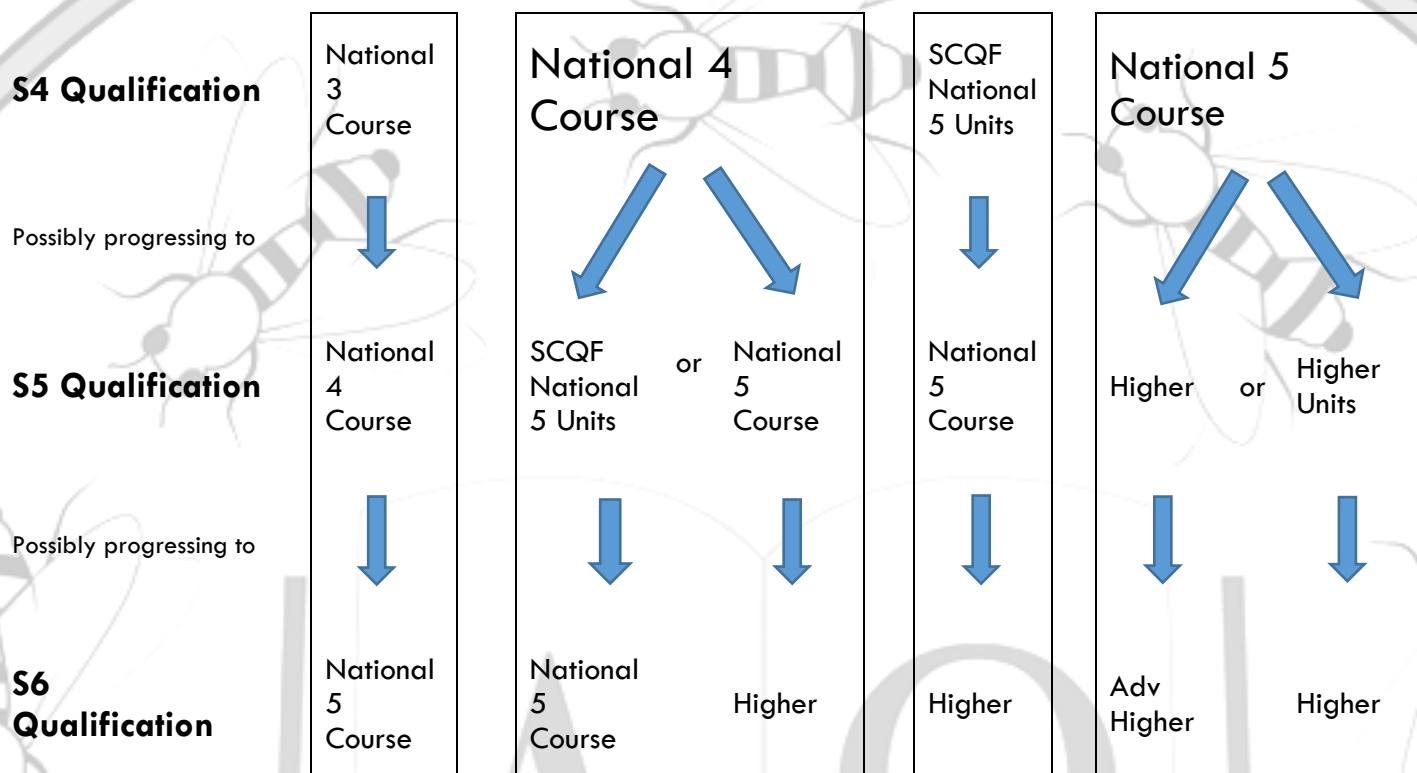 S4 Qualification
National
3
Course
National 4
Course
SCQF
National
5 Units
National 5
Course
Possibly progressing to
S5 Qualification
National
4
Course
SCQF
National
5 Units
or
National
5
Course
National
5
Course
Higher
or
Higher
Units
Possibly progressing to
S6
Qualification
National
5
Course
National
5
Course
Higher
Higher
Adv
Higher
Higher